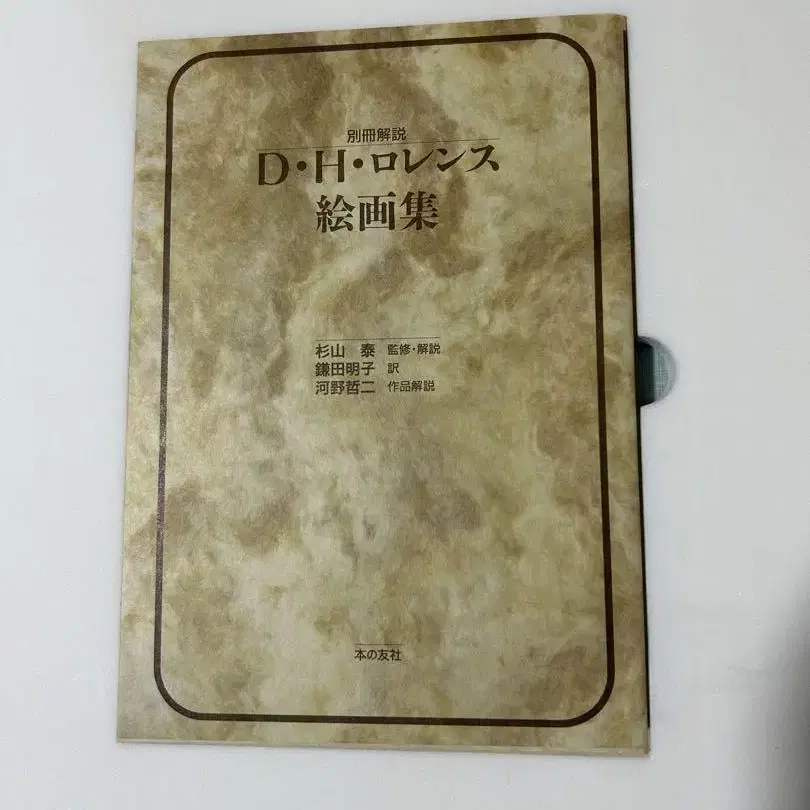 別冊解説
D・H・ロレンス
絵画集
杉山 泰 監修・解説
鎌田明子 訳
河野哲二 作品解説
本の友社